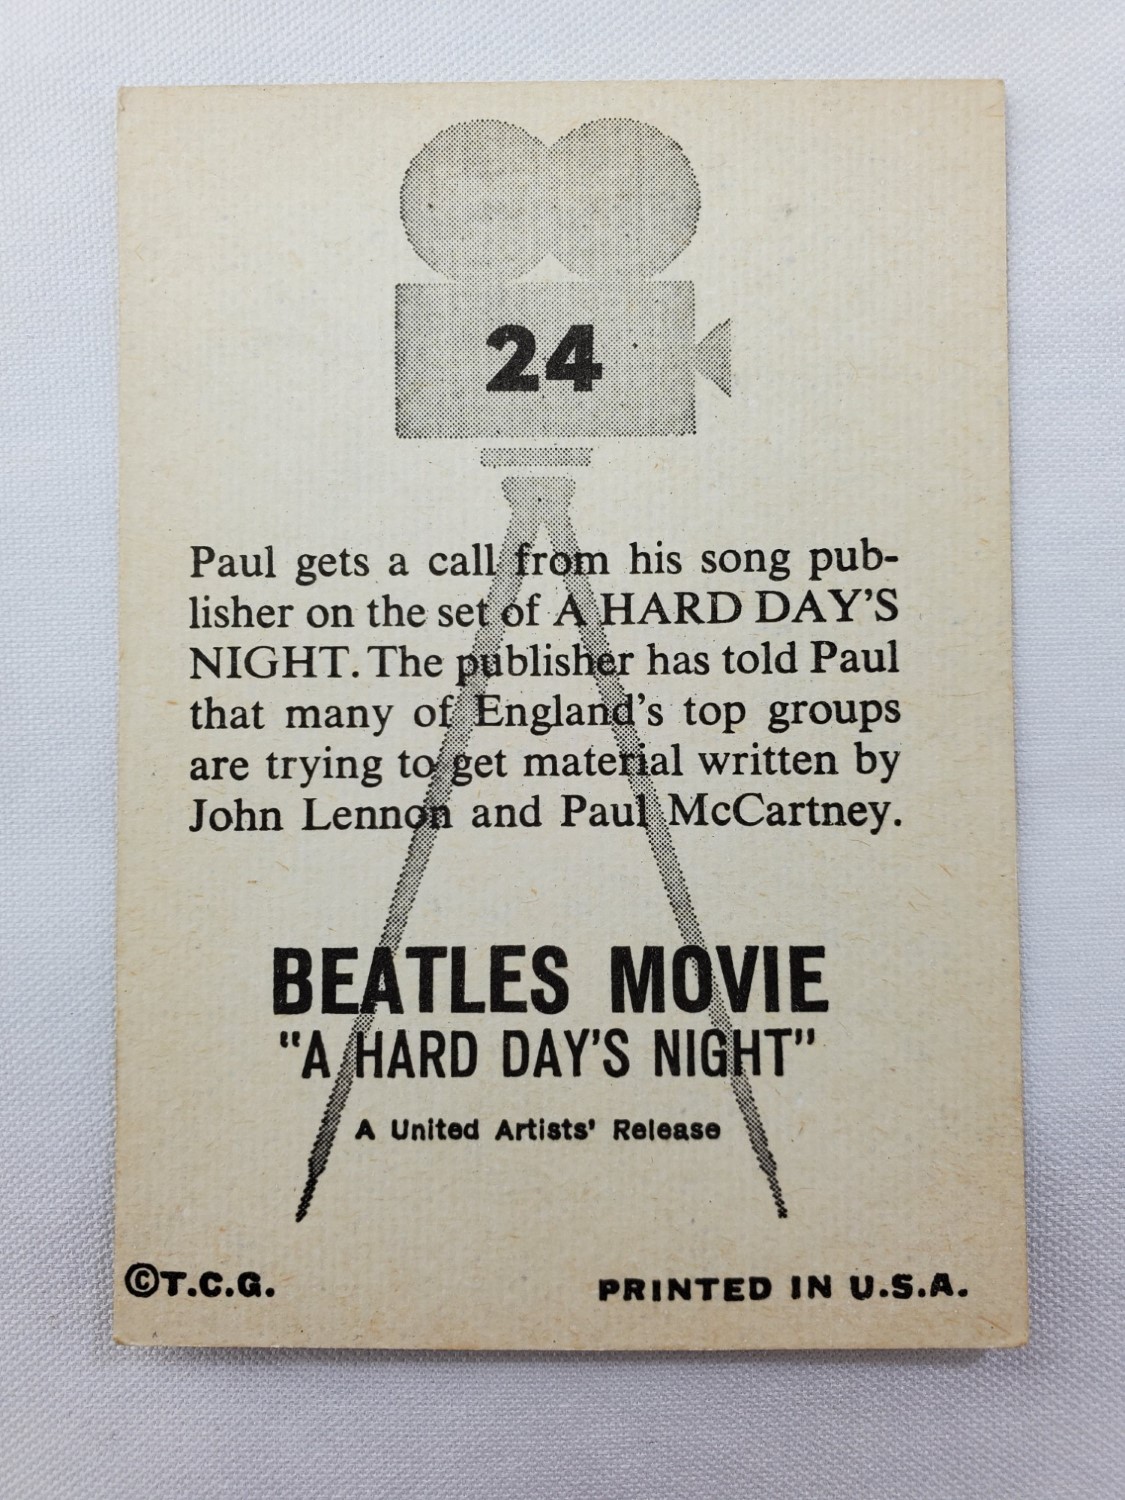 24
Paul gets a call from his song pub-
lisher on the set of A HARD DAY'S
NIGHT. The publisher has told Paul
that many of England's top groups
are trying to get material written by
John Lennon and Paul McCartney.
BEATLES MOVIE
"A HARD DAY'S NIGHT"
A United Artists' Release
©T.C.G. PRINTED IN U.S.A.